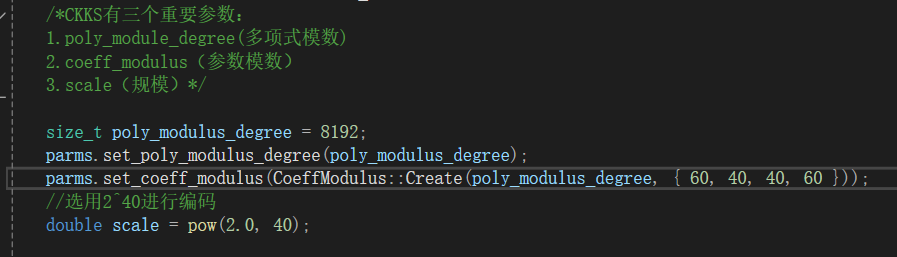 /*CKKS有三个重要参数：
1.poly_module_degree(多项式模数)
2.coeff_modulus（参数模数）
3.scale（规模）*/
size_t poly_modulus_degree = 8192;
parms.set_poly_modulus_degree(poly_modulus_degree);
parms.set_coeff_modulus(CoeffModulus::Create(poly_modulus_degree, { 60, 40, 40, 60 }));
//选用2^40进行编码
double scale = pow(2.0, 40);